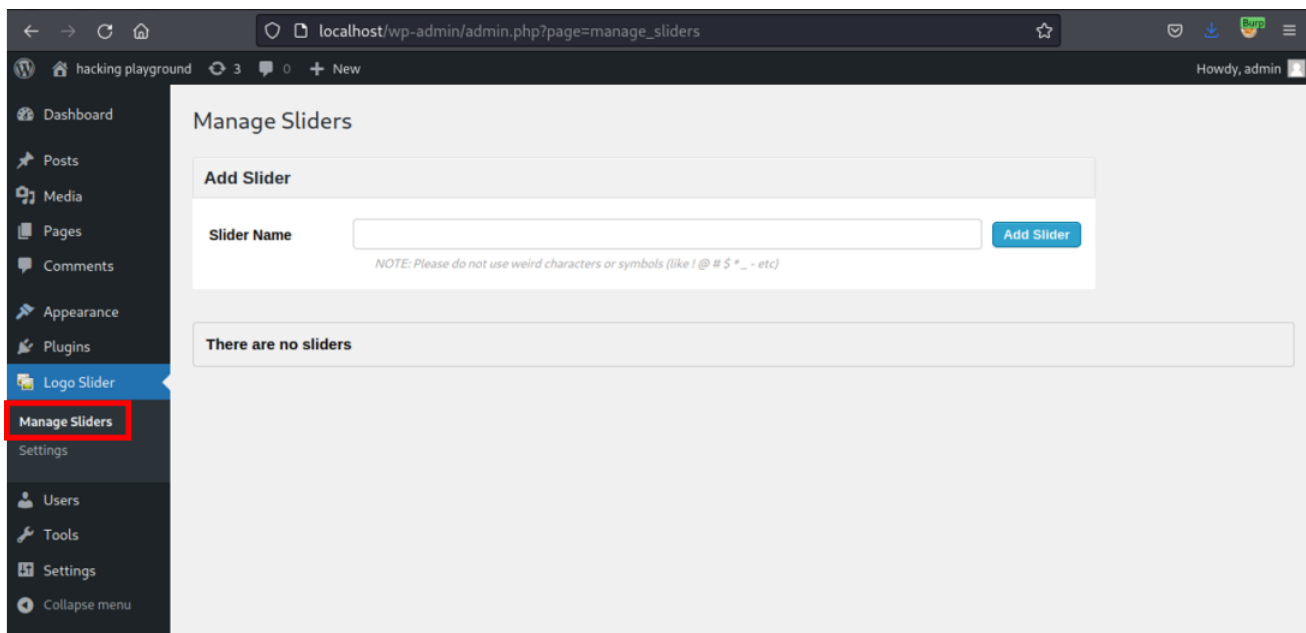 localhost/wp-admin/admin.php?page=manage_sliders
Burp
hacking playground 3 0 + New Howdy, admin
Dashboard
Posts
Media
Pages
Comments
Appearance
Plugins
Logo Slider
Manage Sliders
Settings
Users
Tools
Settings
Collapse menu
Manage Sliders
Add Slider
Slider Name Add Slider
NOTE: Please do not use weird characters or symbols (like ! @ # $ * _ - etc)
There are no sliders